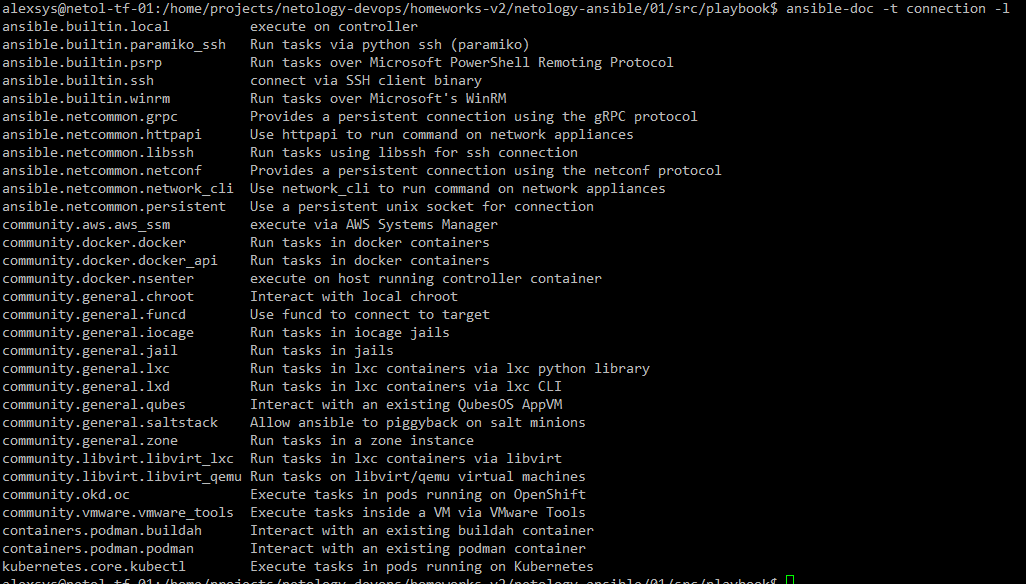 alexsys@netol-tf-01:/home/projects/netology-devops/homeworks-v2/netology-ansible/01/src/playbook$ ansible-doc -t connection -l
ansible.builtin.local          execute on controller
ansible.builtin.paramiko_ssh   Run tasks via python ssh (paramiko)
ansible.builtin.psrp           Run tasks over Microsoft PowerShell Remoting Protocol
ansible.builtin.ssh            connect via SSH client binary
ansible.builtin.winrm          Run tasks over Microsoft's WinRM
ansible.netcommon.grpc         Provides a persistent connection using the gRPC protocol
ansible.netcommon.httpapi      Use httpapi to run command on network appliances
ansible.netcommon.libssh       Run tasks using libssh for ssh connection
ansible.netcommon.netconf      Provides a persistent connection using the netconf protocol
ansible.netcommon.network_cli  Use network_cli to run command on network appliances
ansible.netcommon.persistent   Use a persistent unix socket for connection
community.aws.aws_ssm          execute via AWS Systems Manager
community.docker.docker        Run tasks in docker containers
community.docker.docker_api    Run tasks in docker containers
community.docker.nsenter       execute on host running controller container
community.general.chroot       Interact with local chroot
community.general.funcd        Use funcd to connect to target
community.general.iocage       Run tasks in iocage jails
community.general.jail         Run tasks in jails
community.general.lxc          Run tasks in lxc containers via lxc python library
community.general.lxd          Run tasks in lxc containers via lxc CLI
community.general.qubes        Interact with an existing QubesOS AppVM
community.general.saltstack    Allow ansible to piggyback on salt minions
community.general.zone         Run tasks in a zone instance
community.libvirt.libvirt_lxc  Run tasks in lxc containers via libvirt
community.libvirt.libvirt_qemu Run tasks on libvirt/qemu virtual machines
community.okd.oc               Execute tasks in pods running on OpenShift
community.vmware.vmware_tools  Execute tasks inside a VM via VMware Tools
containers.podman.buildah      Interact with an existing buildah container
containers.podman.podman       Interact with an existing podman container
kubernetes.core.kubectl        Execute tasks in pods running on Kubernetes
alexsys@netol-tf-01:/home/projects/netology-devops/homeworks-v2/netology-ansible/01/src/playbook$